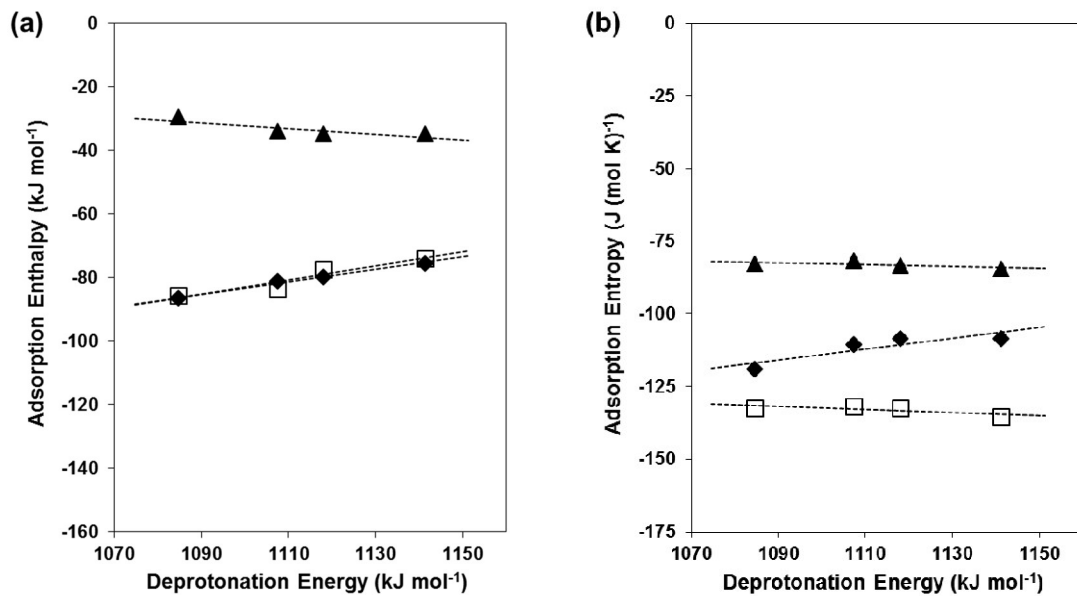 (a)
Adsorption Enthalpy (kJ mol⁻¹)
0
-20
-40
-60
-80
-100
-120
-140
-160
1070 1090 1110 1130 1150
Deprotonation Energy (kJ mol⁻¹)
(b)
Adsorption Entropy (J (mol K)⁻¹)
0
-25
-50
-75
-100
-125
-150
-175
1070 1090 1110 1130 1150
Deprotonation Energy (kJ mol⁻¹)